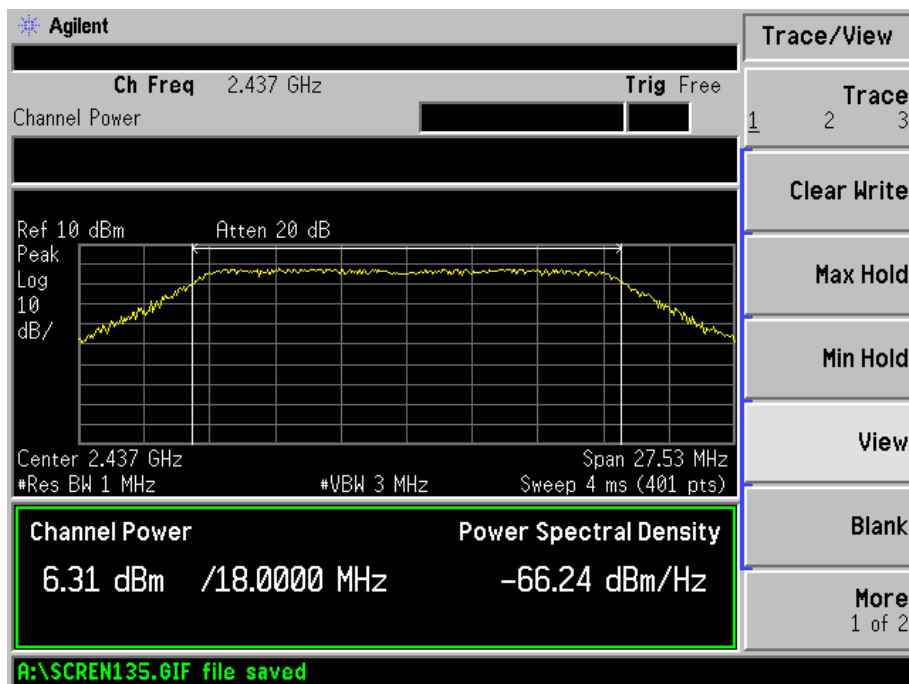 Agilent
Trace/View
Ch Freq 2.437 GHz Trig Free
Channel Power
Trace
1 2 3
Clear Write
Max Hold
Min Hold
View
Blank
More
1 of 2
Ref 10 dBm Atten 20 dB
Peak
Log
10
dB/
Center 2.437 GHz Span 27.53 MHz
#Res BW 1 MHz #VBW 3 MHz Sweep 4 ms (401 pts)
Channel Power Power Spectral Density
6.31 dBm /18.0000 MHz -66.24 dBm/Hz
A:\SCREN135.GIF file saved